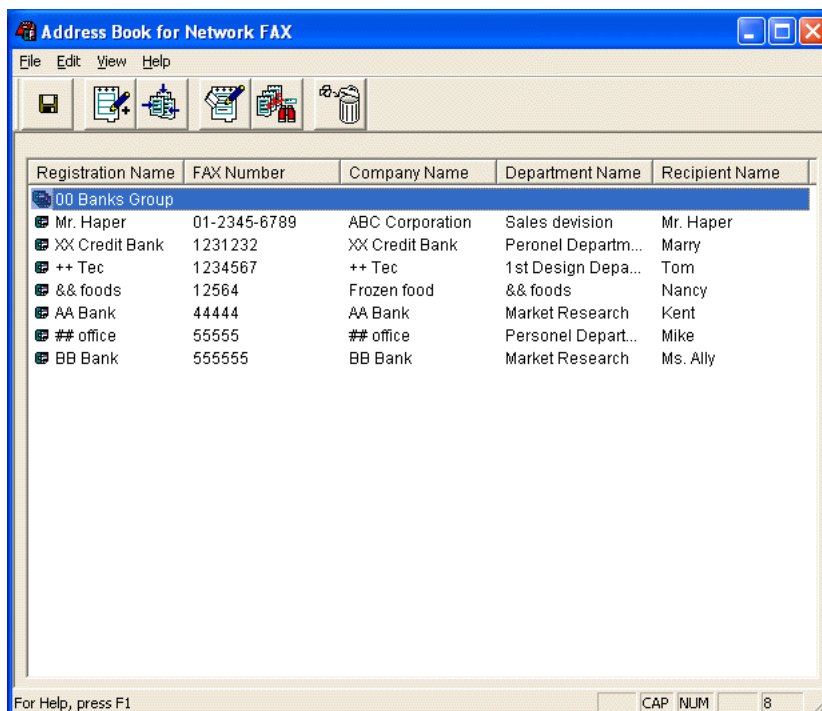 Address Book for Network FAX
File Edit View Help
Registration Name FAX Number Company Name Department Name Recipient Name
00 Banks Group
Mr. Haper 01-2345-6789 ABC Corporation Sales devision Mr. Haper
XX Credit Bank 1231232 XX Credit Bank Peronel Departm... Marry
++ Tec 1234567 ++ Tec 1st Design Depa... Tom
&& foods 12564 Frozen food && foods Nancy
AA Bank 44444 AA Bank Market Research Kent
## office 55555 ## office Personel Depart... Mike
BB Bank 555555 BB Bank Market Research Ms. Ally
For Help, press F1 CAP NUM 8